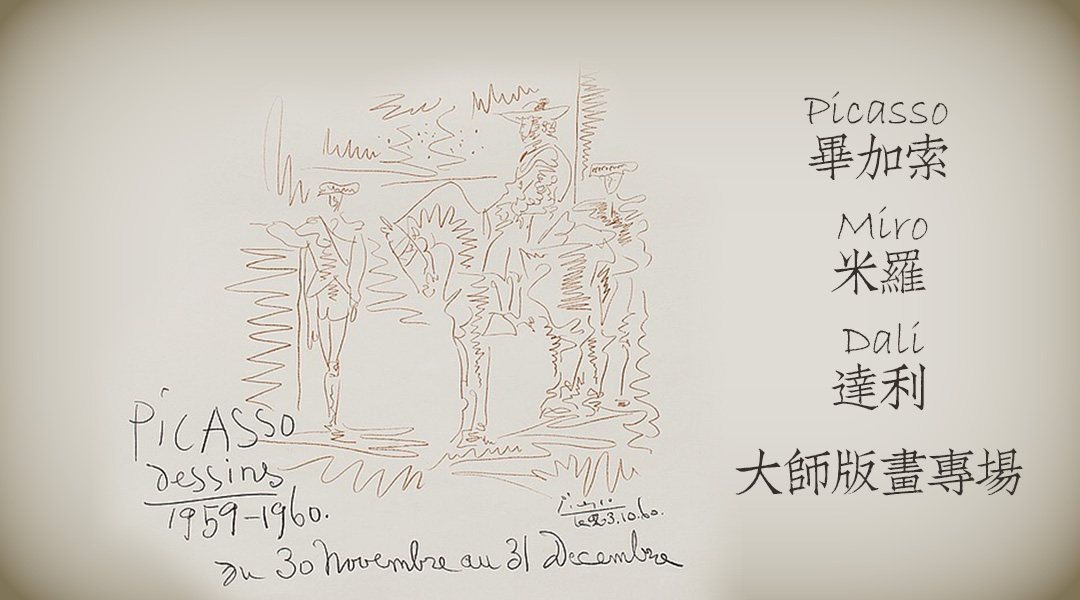 PICASSO
dessins
1959-1960.
du 30 Novembre au 31 Decembre
Picasso
le 23.10.60.
Picasso
畢加索
Miro
米羅
Dali
達利
大師版畫專場